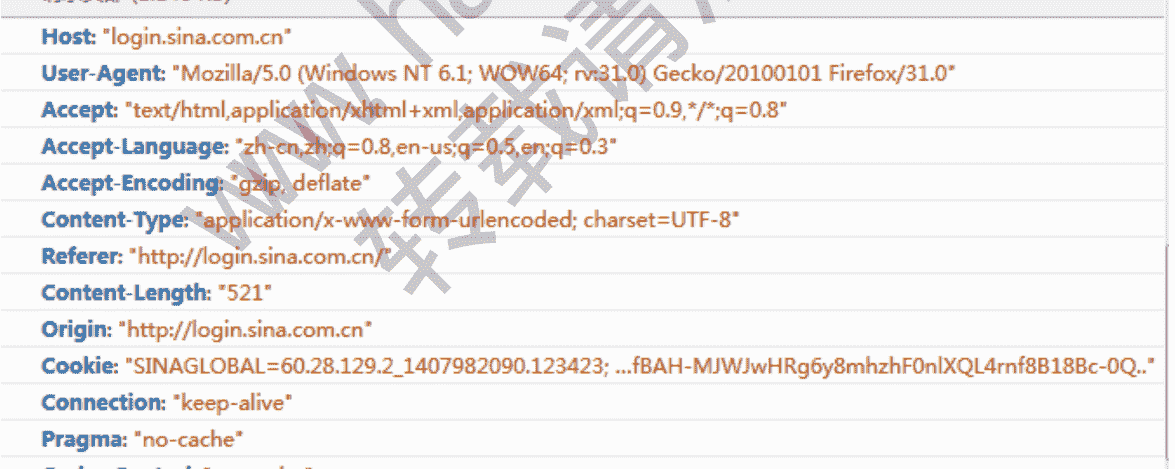 Host: "login.sina.com.cn"
User-Agent: "Mozilla/5.0 (Windows NT 6.1; WOW64; rv:31.0) Gecko/20100101 Firefox/31.0"
Accept: "text/html,application/xhtml+xml,application/xml;q=0.9,*/*;q=0.8"
Accept-Language: "zh-cn,zh;q=0.8,en-us;q=0.5,en;q=0.3"
Accept-Encoding: "gzip, deflate"
Content-Type: "application/x-www-form-urlencoded; charset=UTF-8"
Referer: "http://login.sina.com.cn/"
Content-Length: "521"
Origin: "http://login.sina.com.cn"
Cookie: "SINAGLOBAL=60.28.129.2_1407982090.123423; ...fBAH-MJWJwHRg6y8mhzhF0nlXQL4rnf8B18Bc-0Q.."
Connection: "keep-alive"
Pragma: "no-cache"
www.
转载请